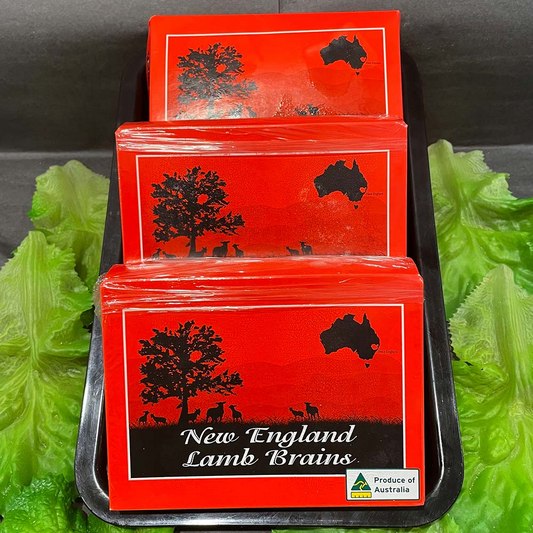 New England
Lamb Brains
Produce of
Australia